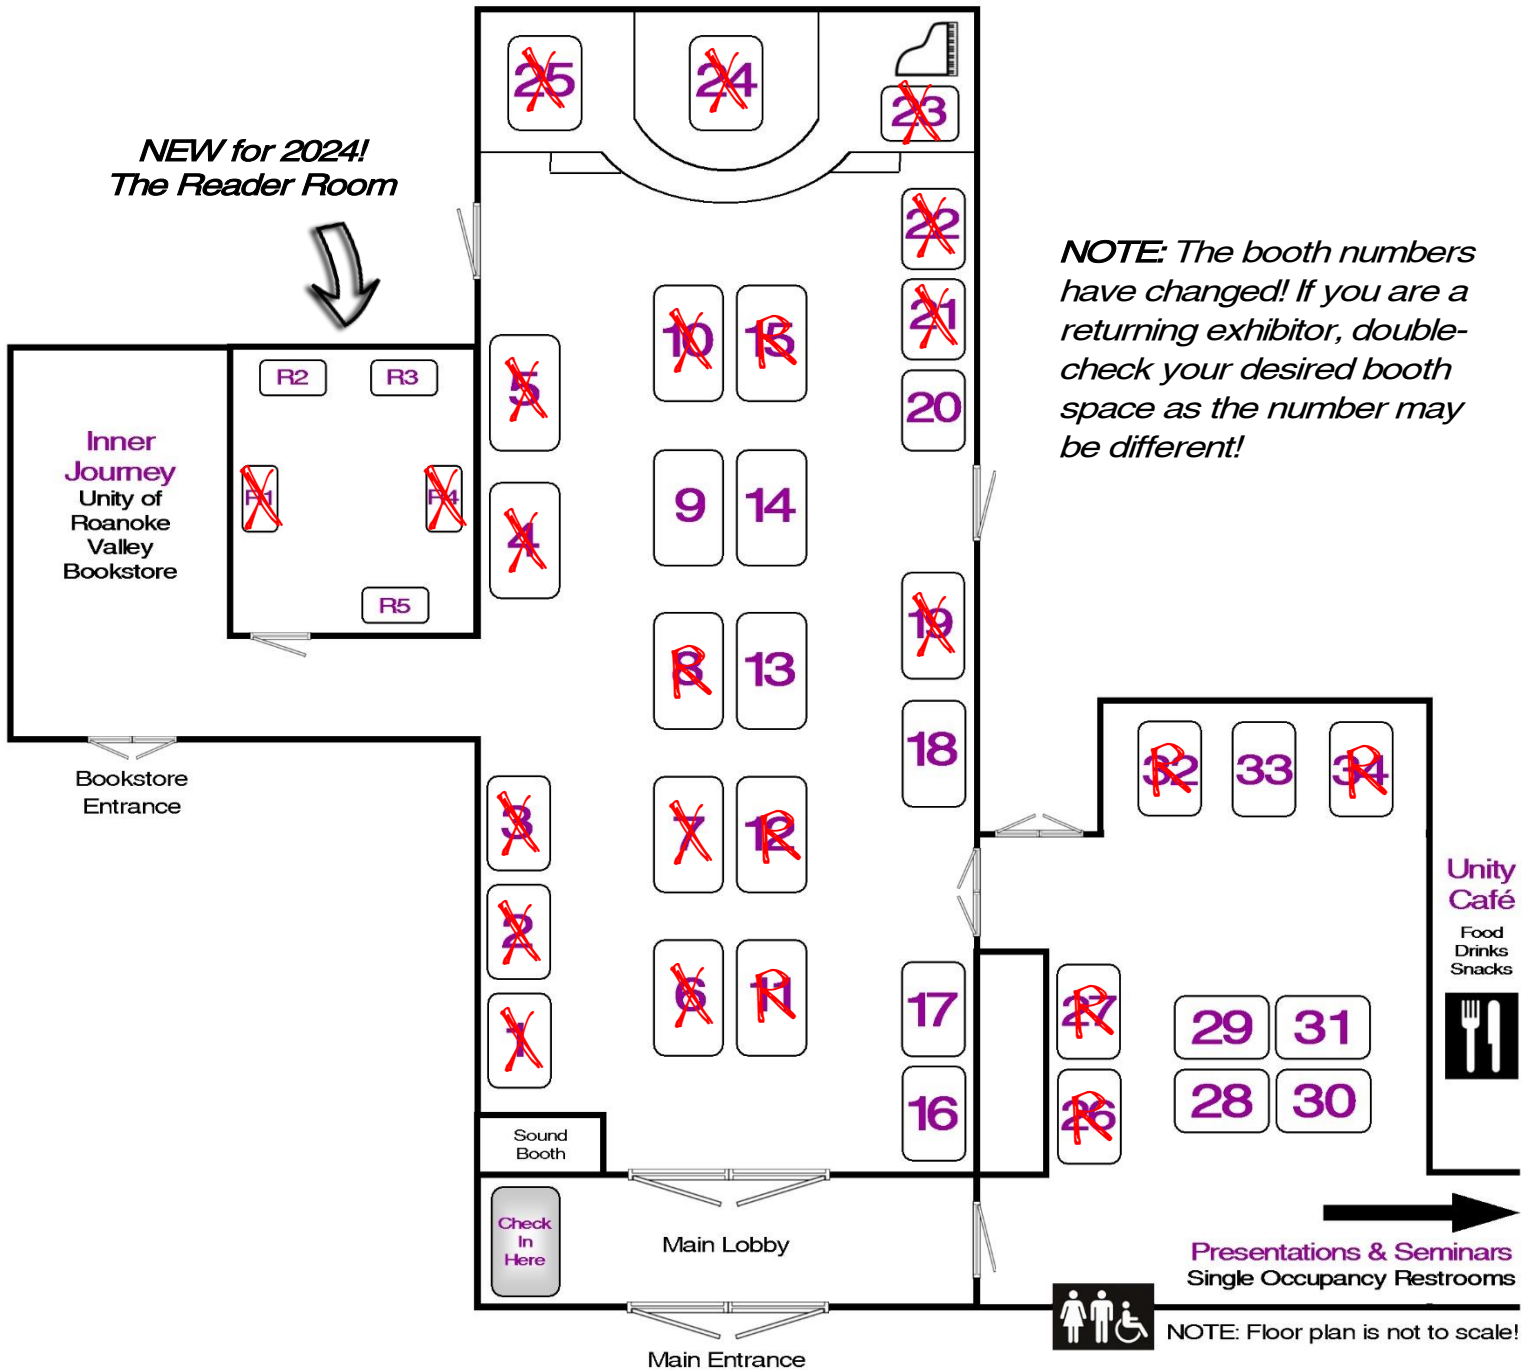 25
24
23
NEW for 2024!
The Reader Room
22
NOTE: The booth numbers
have changed! If you are a
returning exhibitor, double-
check your desired booth
space as the number may
be different!
21
10
R
15
5
R2
R3
20
Inner
Journey
Unity of
Roanoke
Valley
Bookstore
R1
R4
9
14
4
R5
19
R
8
13
18
R
32
33
R
34
Bookstore
Entrance
3
7
R
12
Unity
Café
Food
Drinks
Snacks
2
6
R
11
17
R
27
29
31
1
16
R
26
28
30
Sound
Booth
Check
In
Here
Main Lobby
Presentations & Seminars
Single Occupancy Restrooms
NOTE: Floor plan is not to scale!
Main Entrance